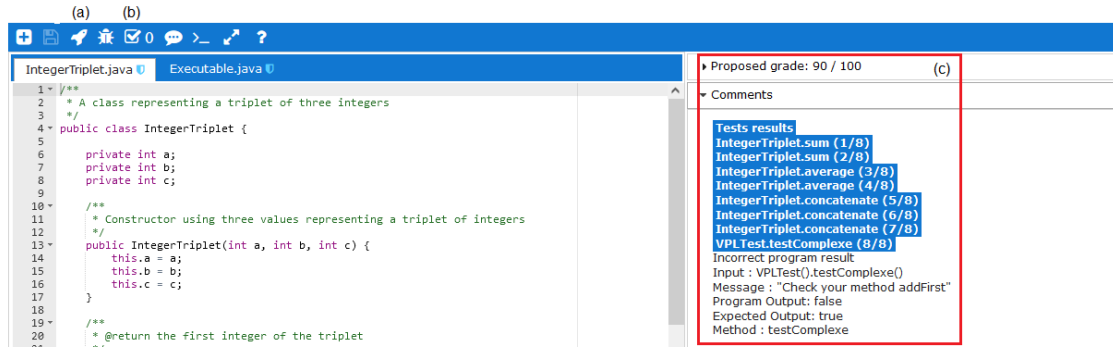 (a) (b)
0 >_ ?
IntegerTriplet.java Executable.java
1 /**
2  * A class representing a triplet of three integers
3  */
4 public class IntegerTriplet {
5
6     private int a;
7     private int b;
8     private int c;
9
10     /**
11      * Constructor using three values representing a triplet of integers
12      */
13     public IntegerTriplet(int a, int b, int c) {
14         this.a = a;
15         this.b = b;
16         this.c = c;
17     }
18
19     /**
20      * @return the first integer of the triplet
Proposed grade: 90 / 100 (c)
Comments
Tests results
IntegerTriplet.sum (1/8)
IntegerTriplet.sum (2/8)
IntegerTriplet.average (3/8)
IntegerTriplet.average (4/8)
IntegerTriplet.concatenate (5/8)
IntegerTriplet.concatenate (6/8)
IntegerTriplet.concatenate (7/8)
VPLTest.testComplexe (8/8)
Incorrect program result
Input : VPLTest().testComplexe()
Message : "Check your method addFirst"
Program Output: false
Expected Output: true
Method : testComplexe